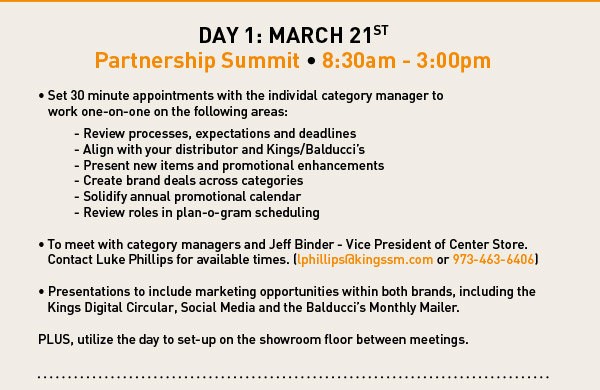 DAY 1: MARCH 21ST
Partnership Summit • 8:30am - 3:00pm
• Set 30 minute appointments with the individal category manager to
work one-on-one on the following areas:
- Review processes, expectations and deadlines
- Align with your distributor and Kings/Balducci's
- Present new items and promotional enhancements
- Create brand deals across categories
- Solidify annual promotional calendar
- Review roles in plan-o-gram scheduling
• To meet with category managers and Jeff Binder - Vice President of Center Store.
Contact Luke Phillips for available times. (lphillips@kingssm.com or 973-463-6406)
• Presentations to include marketing opportunities within both brands, including the
Kings Digital Circular, Social Media and the Balducci's Monthly Mailer.
PLUS, utilize the day to set-up on the showroom floor between meetings.